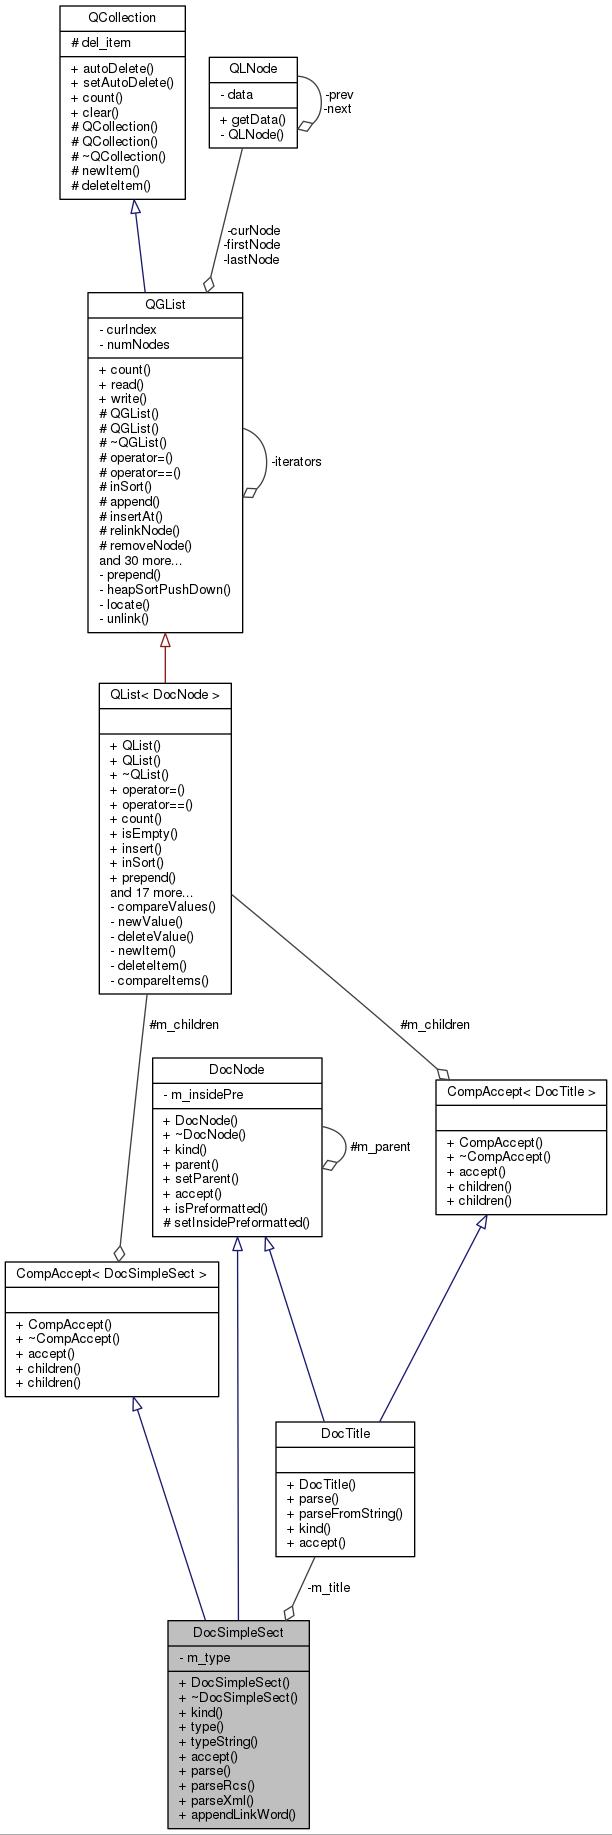 QCollection
# del_item
+ autoDelete()
+ setAutoDelete()
+ count()
+ clear()
# QCollection()
# QCollection()
# ~QCollection()
# newItem()
# deleteItem()
QLNode
- data
+ getData()
- QLNode()
-prev
-next
-curNode
-firstNode
-lastNode
QGList
- curIndex
- numNodes
+ count()
+ read()
+ write()
# QGList()
# QGList()
# ~QGList()
# operator=()
# operator==()
# inSort()
# append()
# insertAt()
# relinkNode()
# removeNode()
and 30 more...
- prepend()
- heapSortPushDown()
- locate()
- unlink()
-iterators
QList< DocNode >
+ QList()
+ QList()
+ ~QList()
+ operator=()
+ operator==()
+ count()
+ isEmpty()
+ insert()
+ inSort()
+ prepend()
and 17 more...
- compareValues()
- newValue()
- deleteValue()
- newItem()
- deleteItem()
- compareItems()
#m_children
#m_children
DocNode
- m_insidePre
+ DocNode()
+ ~DocNode()
+ kind()
+ parent()
+ setParent()
+ accept()
+ isPreformatted()
# setInsidePreformatted()
#m_parent
CompAccept< DocTitle >
+ CompAccept()
+ ~CompAccept()
+ accept()
+ children()
+ children()
CompAccept< DocSimpleSect >
+ CompAccept()
+ ~CompAccept()
+ accept()
+ children()
+ children()
DocTitle
+ DocTitle()
+ parse()
+ parseFromString()
+ kind()
+ accept()
-m_title
DocSimpleSect
- m_type
+ DocSimpleSect()
+ ~DocSimpleSect()
+ kind()
+ type()
+ typeString()
+ accept()
+ parse()
+ parseRcs()
+ parseXml()
+ appendLinkWord()